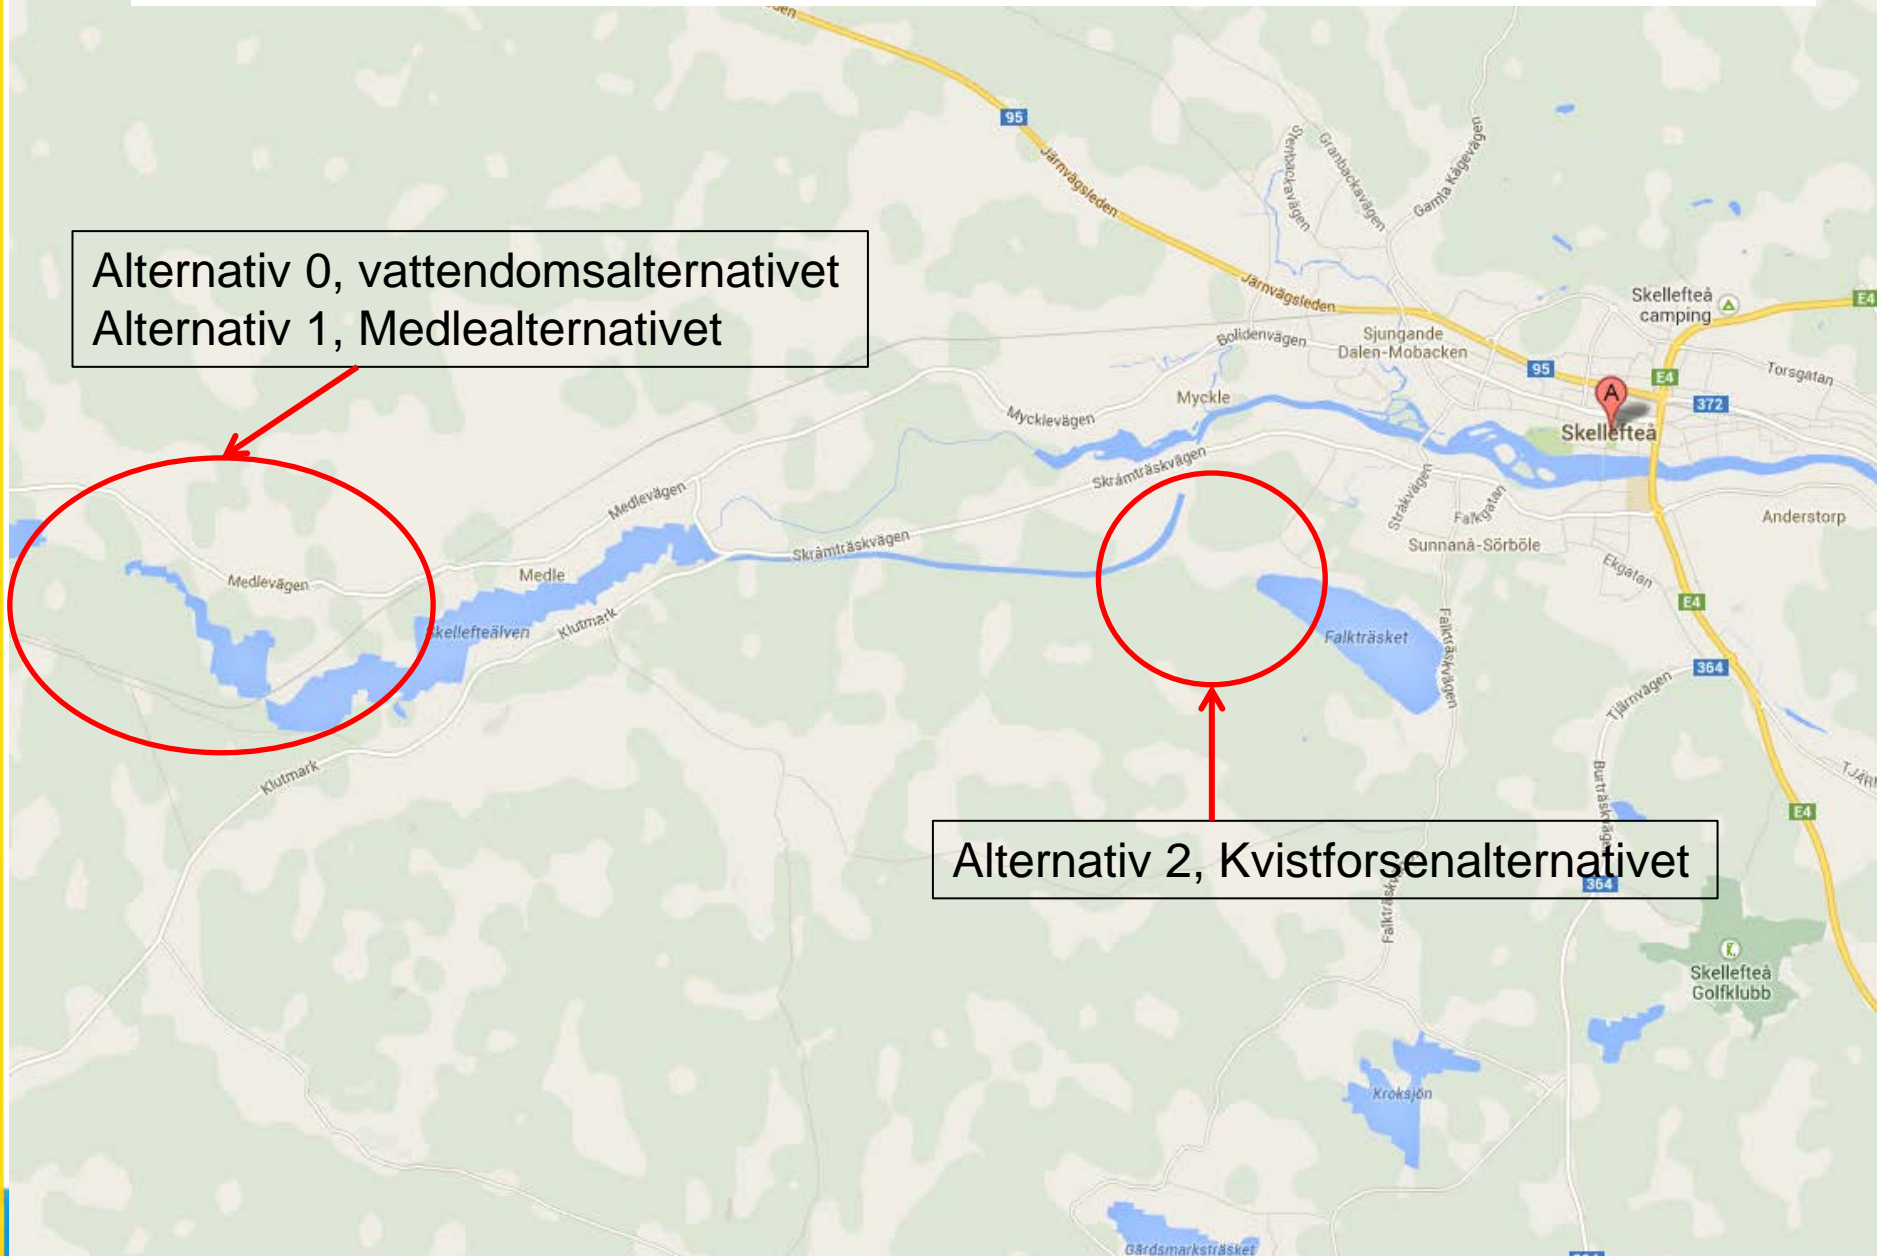 95
Järnvägsleden
Stenbackavägen
Granbackavägen
Gamla Kågevägen
Alternativ 0, vattendomsalternativet
Alternativ 1, Medlealternativet
Järnvägsleden
Skellefteå
camping
E4
Bolidenvägen
Sjungande
Dalen-Mobacken
95
E4
Torsgatan
A
372
Myckle
Mycklevägen
Skellefteå
Skråmträskvägen
Medlevägen
Stråkvägen
Falkgatan
Anderstorp
Skråmträskvägen
Sunnanå-Sörböle
Medlevägen
Medle
Ekgatan
E4
Skellefteälven
Klutmark
Falkträsket
Falkträskvägen
364
Tjärnvägen
Klutmark
Burträskvägen
E4
Alternativ 2, Kvistforsenalternativet
364
Falkträskvägen
Skellefteå
Golfklubb
Kroksjön
Gårdsmarksträsket